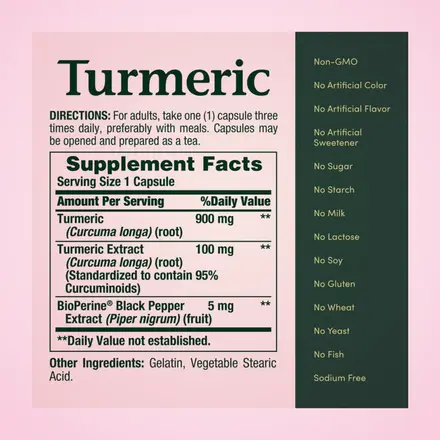 Turmeric
DIRECTIONS: For adults, take one (1) capsule three
times daily, preferably with meals. Capsules may
be opened and prepared as a tea.
Supplement Facts
Serving Size 1 Capsule
Amount Per Serving %Daily Value
Turmeric 900 mg **
(Curcuma longa) (root)
Turmeric Extract 100 mg **
(Curcuma longa) (root)
(Standardized to contain 95%
Curcuminoids)
BioPerine® Black Pepper 5 mg **
Extract (Piper nigrum) (fruit)
**Daily Value not established.
Other Ingredients: Gelatin, Vegetable Stearic
Acid.
Non-GMO
No Artificial Color
No Artificial Flavor
No Artificial
Sweetener
No Sugar
No Starch
No Milk
No Lactose
No Soy
No Gluten
No Wheat
No Yeast
No Fish
Sodium Free